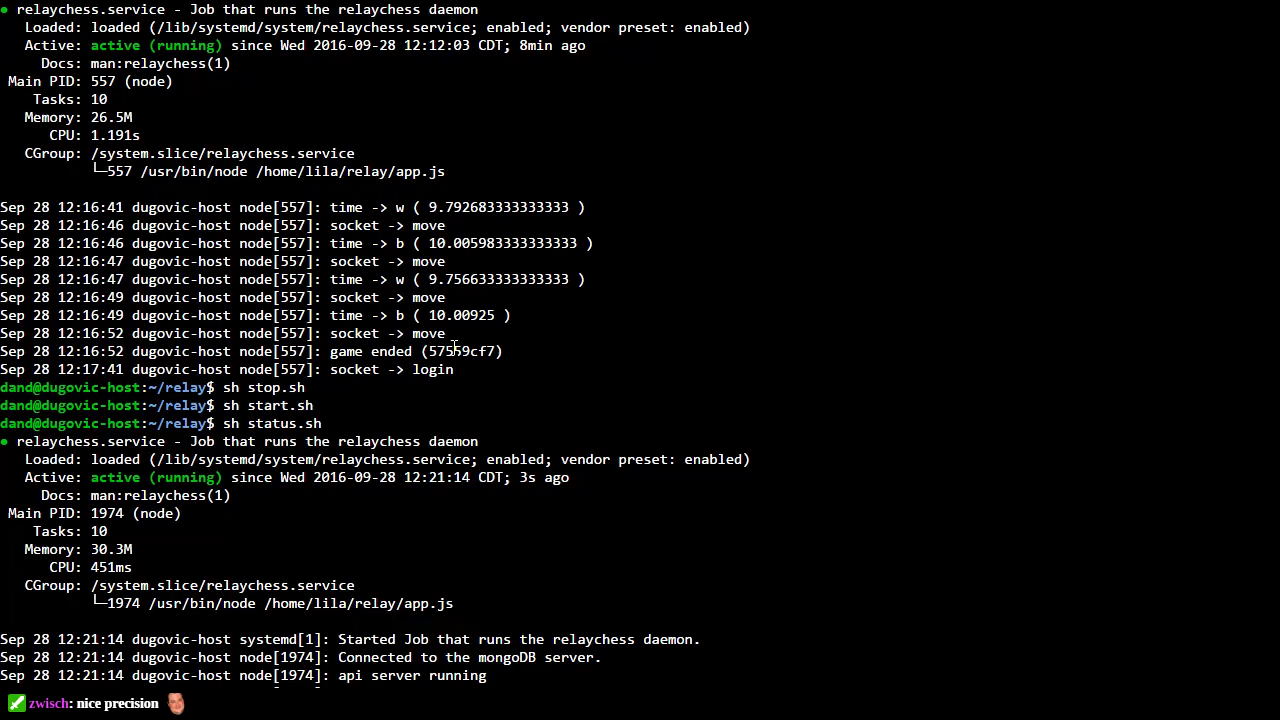 ● relaychess.service - Job that runs the relaychess daemon
Loaded: loaded (/lib/systemd/system/relaychess.service; enabled; vendor preset: enabled)
Active: active (running) since Wed 2016-09-28 12:12:03 CDT; 8min ago
Docs: man:relaychess(1)
Main PID: 557 (node)
Tasks: 10
Memory: 26.5M
CPU: 1.191s
CGroup: /system.slice/relaychess.service
└─557 /usr/bin/node /home/lila/relay/app.js
Sep 28 12:16:41 dugovic-host node[557]: time -> w ( 9.792683333333333 )
Sep 28 12:16:46 dugovic-host node[557]: socket -> move
Sep 28 12:16:46 dugovic-host node[557]: time -> b ( 10.005983333333333 )
Sep 28 12:16:47 dugovic-host node[557]: socket -> move
Sep 28 12:16:47 dugovic-host node[557]: time -> w ( 9.756633333333333 )
Sep 28 12:16:49 dugovic-host node[557]: socket -> move
Sep 28 12:16:49 dugovic-host node[557]: time -> b ( 10.00925 )
Sep 28 12:16:52 dugovic-host node[557]: socket -> move
Sep 28 12:16:52 dugovic-host node[557]: game ended (57559cf7)
Sep 28 12:17:41 dugovic-host node[557]: socket -> login
dand@dugovic-host:~/relay$ sh stop.sh
dand@dugovic-host:~/relay$ sh start.sh
dand@dugovic-host:~/relay$ sh status.sh
● relaychess.service - Job that runs the relaychess daemon
Loaded: loaded (/lib/systemd/system/relaychess.service; enabled; vendor preset: enabled)
Active: active (running) since Wed 2016-09-28 12:21:14 CDT; 3s ago
Docs: man:relaychess(1)
Main PID: 1974 (node)
Tasks: 10
Memory: 30.3M
CPU: 451ms
CGroup: /system.slice/relaychess.service
└─1974 /usr/bin/node /home/lila/relay/app.js
Sep 28 12:21:14 dugovic-host systemd[1]: Started Job that runs the relaychess daemon.
Sep 28 12:21:14 dugovic-host node[1974]: Connected to the mongoDB server.
Sep 28 12:21:14 dugovic-host node[1974]: api server running
zwisch: nice precision